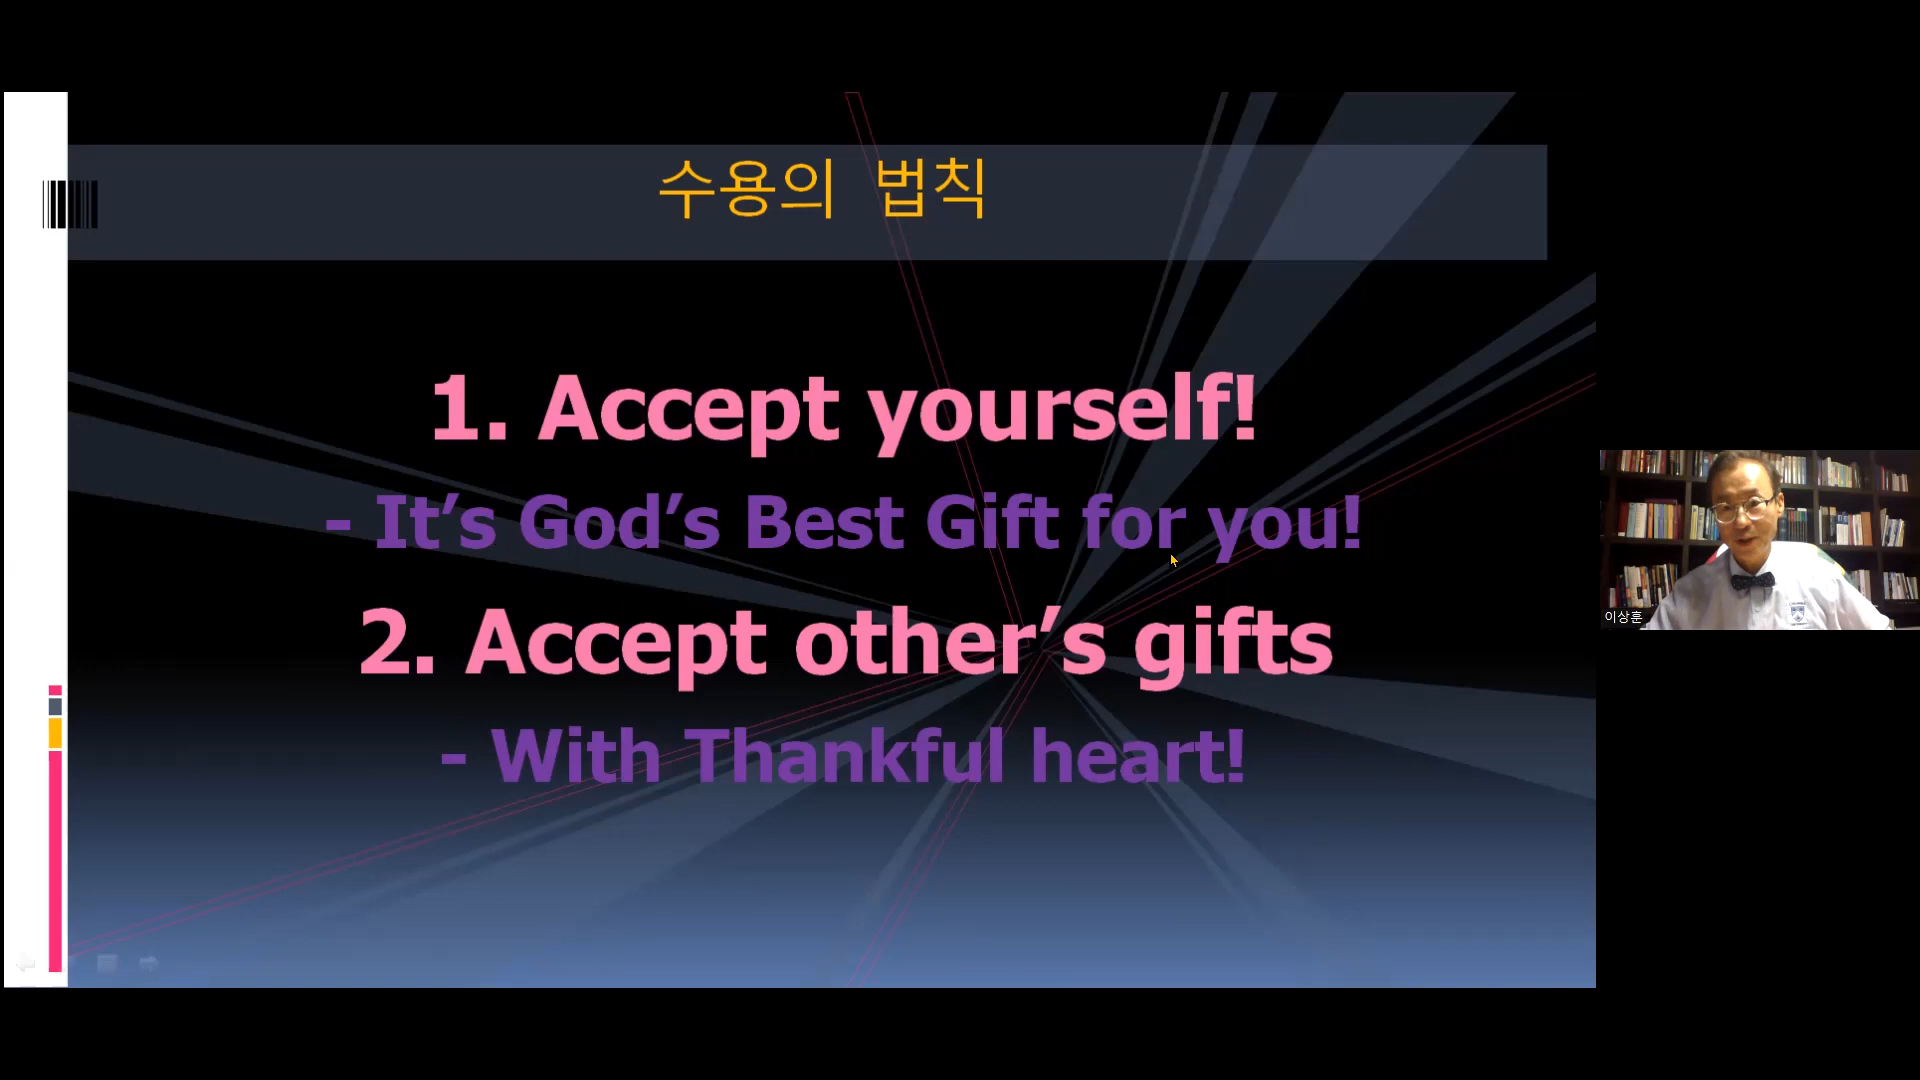 수용의 법칙
1. Accept yourself!
- It’s God’s Best Gift for you!
2. Accept other’s gifts
- With Thankful heart!
이상훈